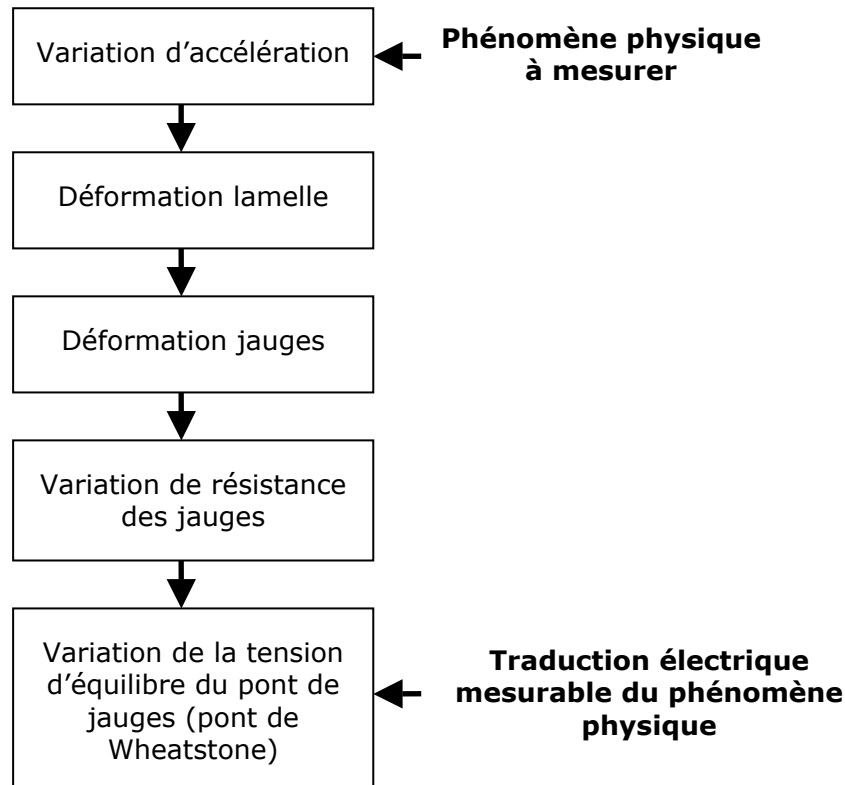 Variation d’accélération
Phénomène physique
à mesurer
Déformation lamelle
Déformation jauges
Variation de résistance
des jauges
Variation de la tension
d’équilibre du pont de
jauges (pont de
Wheatstone)
Traduction électrique
mesurable du phénomène
physique